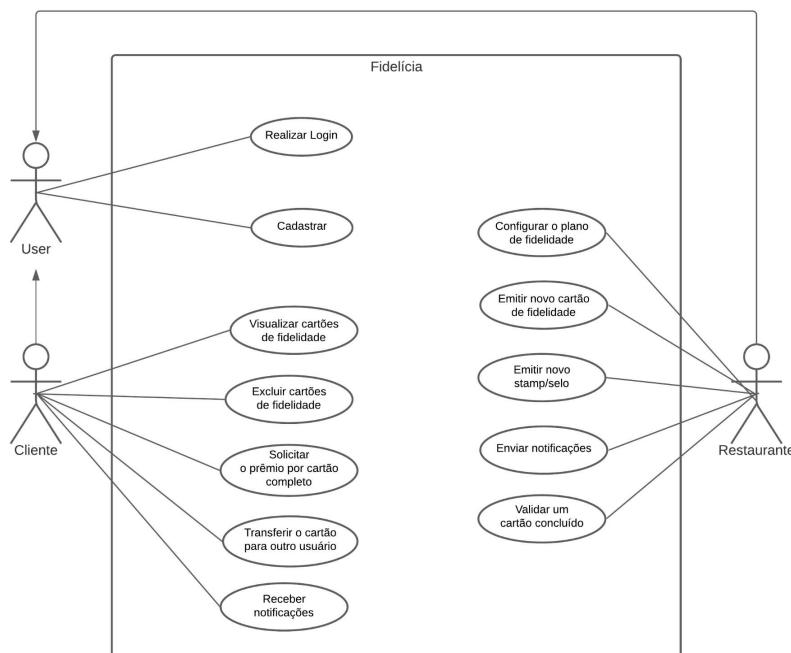 Fidelícia
Realizar Login
Cadastrar
User
Configurar o plano
de fidelidade
Emitir novo cartão
de fidelidade
Visualizar cartões
de fidelidade
Excluir cartões
de fidelidade
Emitir novo
stamp/selo
Cliente
Restaurante
Solicitar
o prêmio por cartão
completo
Enviar notificações
Transferir o cartão
para outro usuário
Validar um
cartão concluído
Receber
notificações